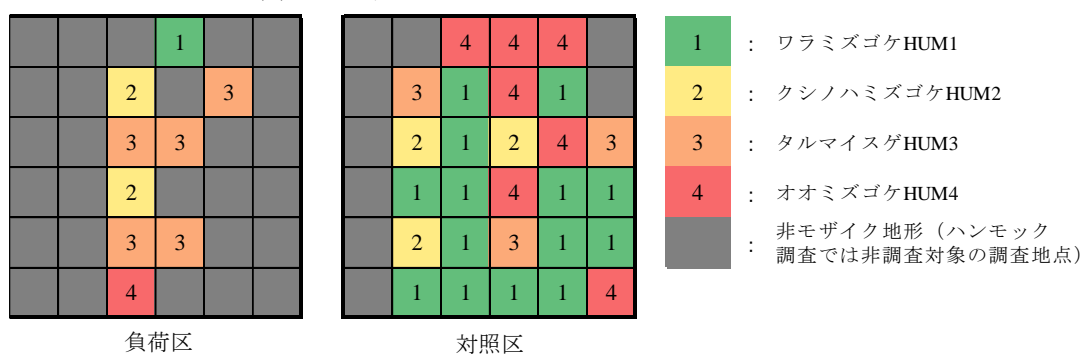 1 4 4 4
2 3 3 1 4 1
3 3 2 1 2 4 3
2 1 1 4 1 1
3 3 2 1 3 1 1
4 1 1 1 1 4
負荷区 対照区
1 : ワラミズゴケHUM1
2 : クシノハミズゴケHUM2
3 : タルマイスゲHUM3
4 : オオミズゴケHUM4
: 非モザイク地形(ハンモック
調査では非調査対象の調査地点)